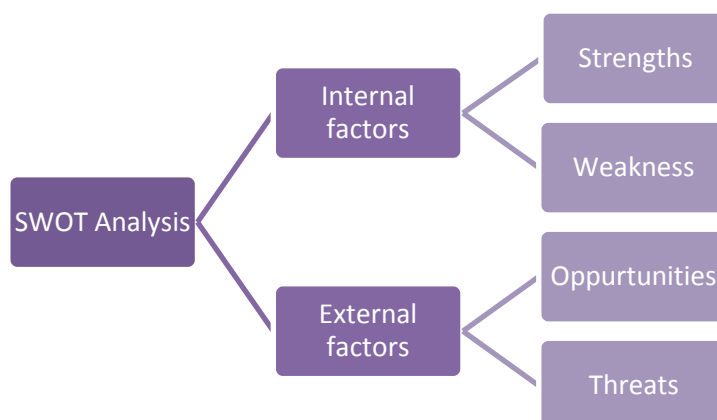 Strengths
Internal
factors
Weakness
SWOT Analysis
Oppurtunities
External
factors
Threats